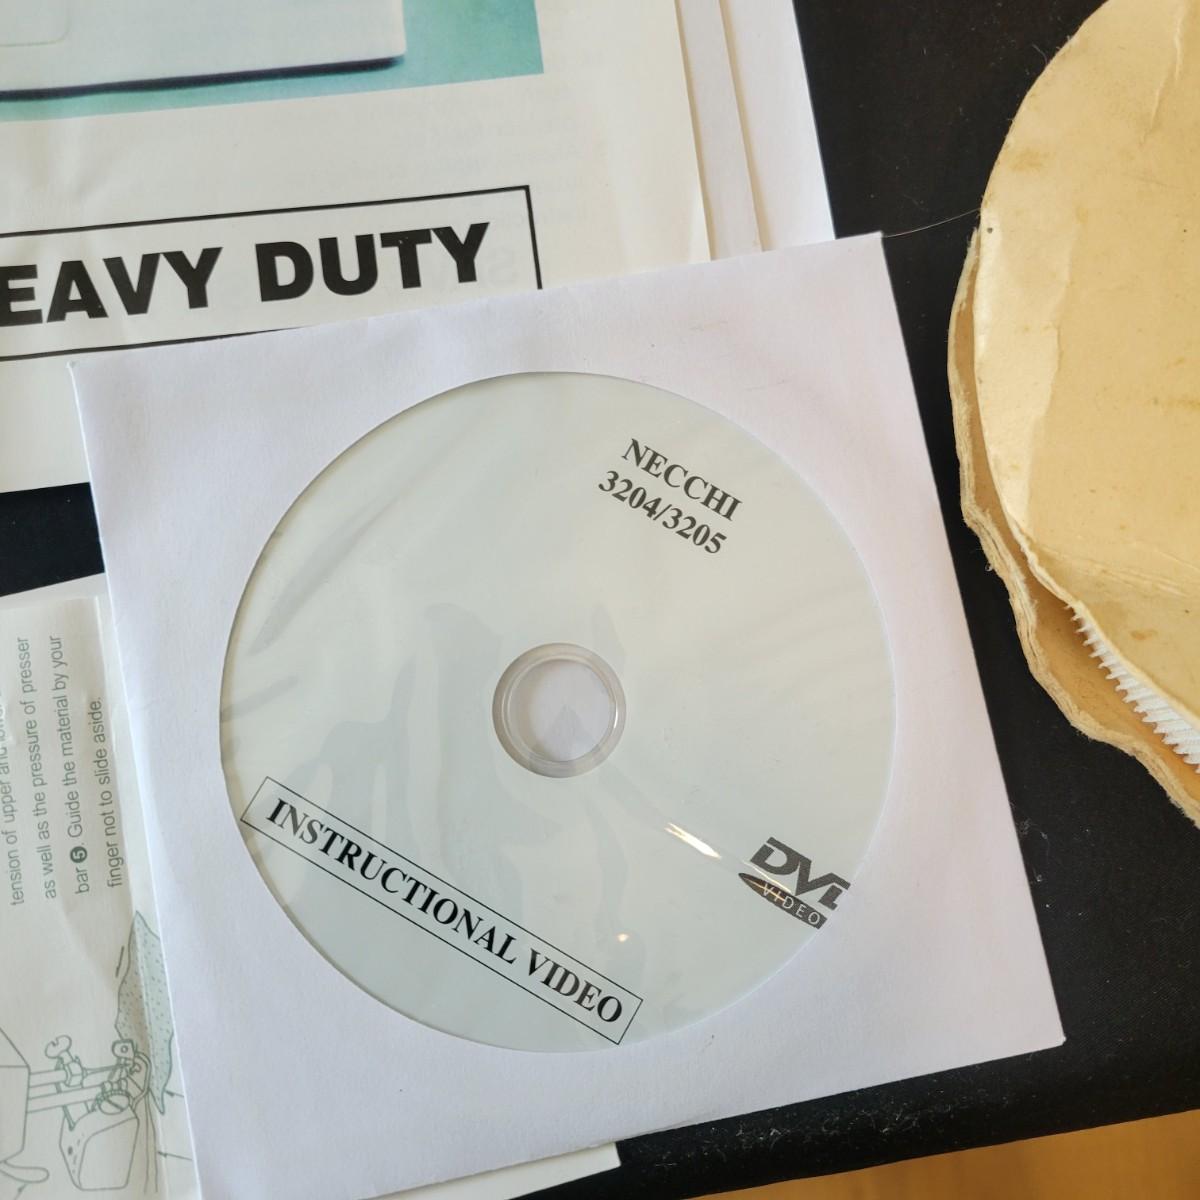 EAVY DUTY
NECCHI
3204/3205
INSTRUCTIONAL VIDEO
DVD
VIDEO
tension of upper and
as well as the pressure of presser
bar 5. Guide the material by your
finger not to slide aside.